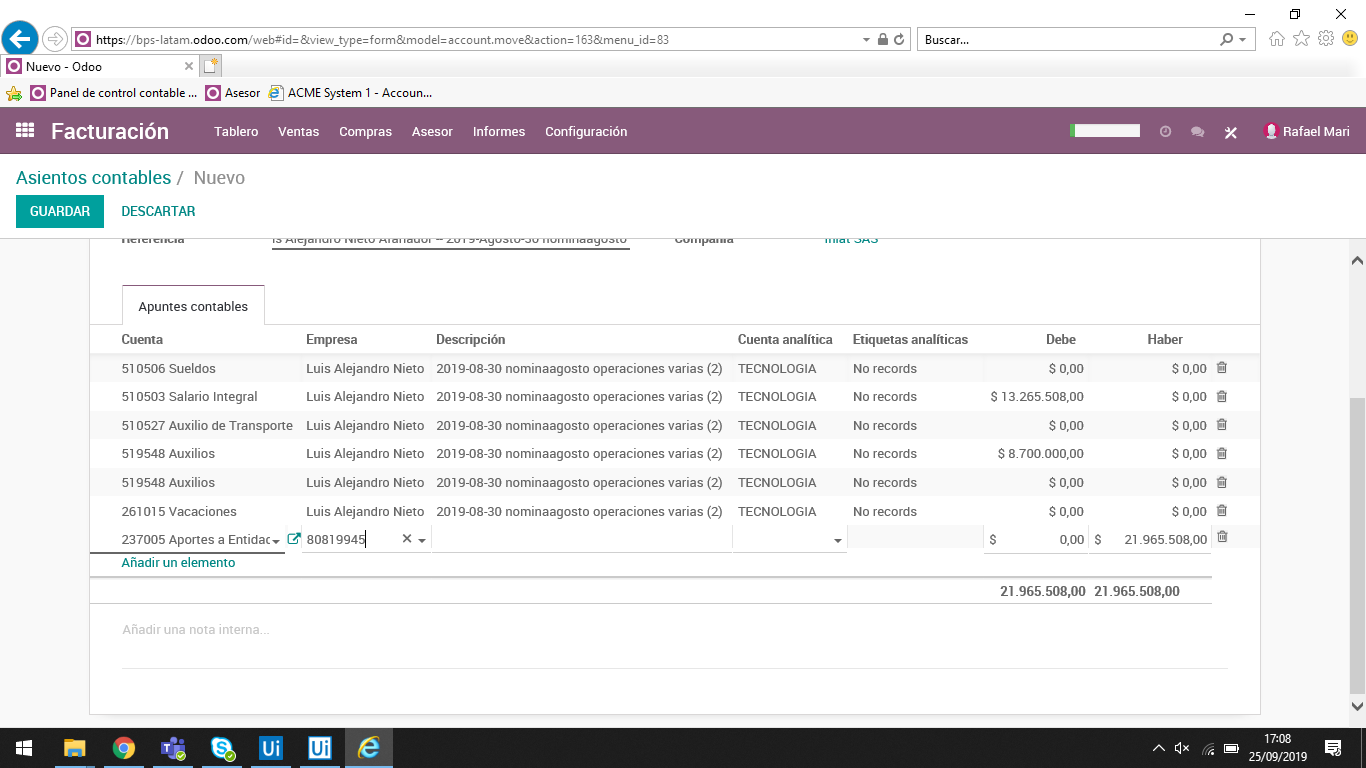 https://bps-latam.odoo.com/web#id=&view_type=form&model=account.move&action=163&menu_id=83
Buscar...
Nuevo - Odoo
Panel de control contable ... Asesor ACME System 1 - Accoun...
Facturación Tablero Ventas Compras Asesor Informes Configuración Rafael Mari
Asientos contables / Nuevo
GUARDAR DESCARTAR
Referencia Alejandro Nieto Afanador -- 2019-Agosto-30 nominaagosto Compañía SAS
Apuntes contables
Cuenta Empresa Descripción Cuenta analítica Etiquetas analíticas Debe Haber
510506 Sueldos Luis Alejandro Nieto 2019-08-30 nominaagosto operaciones varias (2) TECNOLOGIA No records $ 0,00 $ 0,00
510503 Salario Integral Luis Alejandro Nieto 2019-08-30 nominaagosto operaciones varias (2) TECNOLOGIA No records $ 13.265.508,00 $ 0,00
510527 Auxilio de Transporte Luis Alejandro Nieto 2019-08-30 nominaagosto operaciones varias (2) TECNOLOGIA No records $ 0,00 $ 0,00
519548 Auxilios Luis Alejandro Nieto 2019-08-30 nominaagosto operaciones varias (2) TECNOLOGIA No records $ 8.700.000,00 $ 0,00
519548 Auxilios Luis Alejandro Nieto 2019-08-30 nominaagosto operaciones varias (2) TECNOLOGIA No records $ 0,00 $ 0,00
261015 Vacaciones Luis Alejandro Nieto 2019-08-30 nominaagosto operaciones varias (2) TECNOLOGIA No records $ 0,00 $ 0,00
237005 Aportes a Entidac 80819945 $ 0,00 $ 21.965.508,00
Añadir un elemento
21.965.508,00 21.965.508,00
Añadir una nota interna...
Ui Ui
17:08
25/09/2019